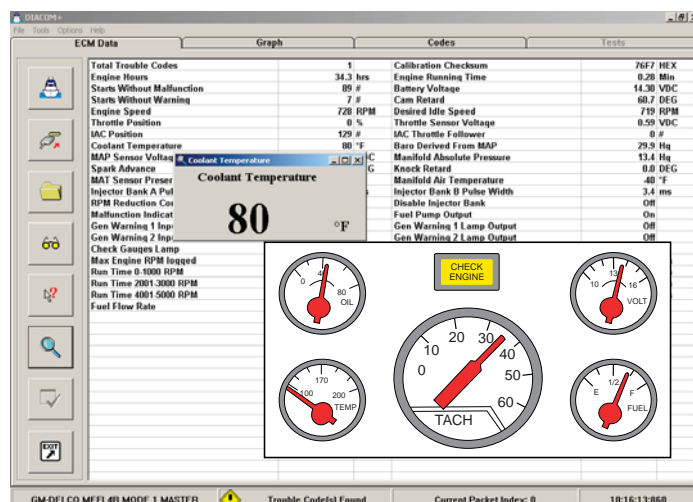 DIACOM+
File Tools Options Help
ECM Data Graph Codes Tests
Total Trouble Codes 1 Calibration Checksum 76F7 HEX
Engine Hours 34.3 hrs Engine Running Time 0.28 Min
Starts Without Malfunction 89 # Battery Voltage 14.30 VDC
Starts Without Warning 7 # Cam Retard 60.7 DEG
Engine Speed 728 RPM Desired Idle Speed 719 RPM
Throttle Position 0 % Throttle Sensor Voltage 0.59 VDC
IAC Position 129 # IAC Throttle Follower 0 #
Coolant Temperature 80 °F Baro Derived From MAP 29.9 Hg
MAP Sensor Voltag Manifold Absolute Pressure 13.4 Hg
Spark Advance G Knock Retard 0.0 DEG
MAT Sensor Preser Manifold Air Temperature -40 °F
Injector Bank A Pul Injector Bank B Pulse Width 3.4 ms
RPM Reduction Cor Disable Injector Bank Off
Malfunction Indicat Fuel Pump Output On
Gen Warning 1 Inpu Gen Warning 1 Lamp Output Off
Gen Warning 2 Inpu Gen Warning 2 Lamp Output Off
Check Gauges Lamp
Max Engine RPM logged
Run Time 0-1000 RPM
Run Time 2001-3000 RPM
Run Time 4001-5000 RPM
Fuel Flow Rate
Coolant Temperature
Coolant Temperature
80 °F
0 40 80 OIL
CHECK
ENGINE
10 13 16 VOLT
0 10 20 30 40 50 60
TACH
100 170 200 TEMP
E 1/2 F FUEL
EXIT
GM-DELCO MEFI 4B MODE 1 MASTER Trouble Code(s) Found Current Packet Index: 0 10:16:13:860